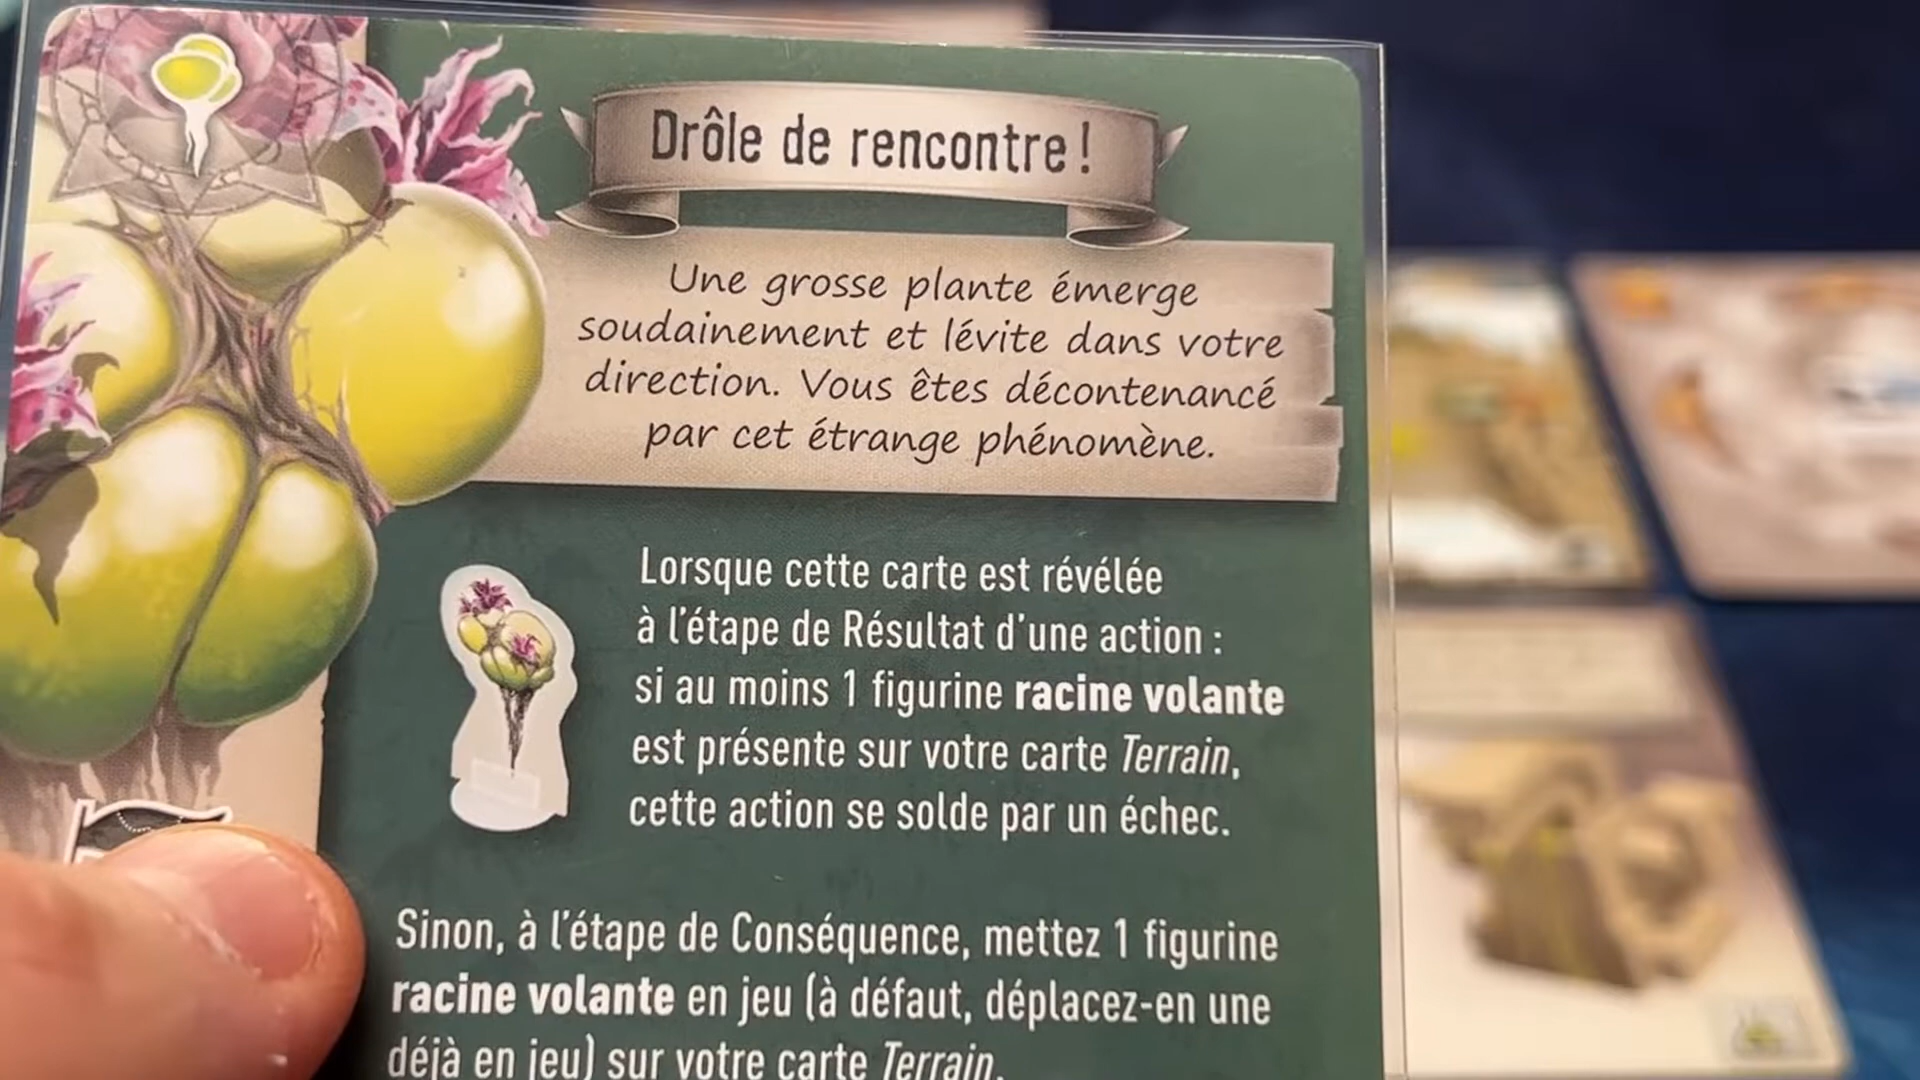 Drôle de rencontre !
Une grosse plante émerge
soudainement et lévite dans votre
direction. Vous êtes décontenancé
par cet étrange phénomène.
Lorsque cette carte est révélée
à l'étape de Résultat d'une action :
si au moins 1 figurine racine volante
est présente sur votre carte Terrain,
cette action se solde par un échec.
Sinon, à l'étape de Conséquence, mettez 1 figurine
racine volante en jeu (à défaut, déplacez-en une
déjà en jeu) sur votre carte Terrain.